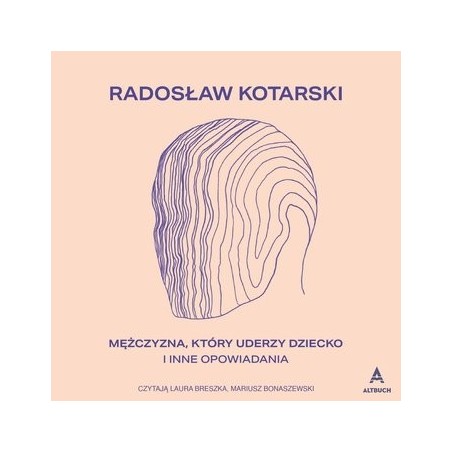 RADOSŁAW KOTARSKI
MĘŻCZYZNA, KTÓRY UDERZY DZIECKO
I INNE OPOWIADANIA
CZYTAJĄ LAURA BRESZKA, MARIUSZ BONASZEWSKI
ALTBUCH